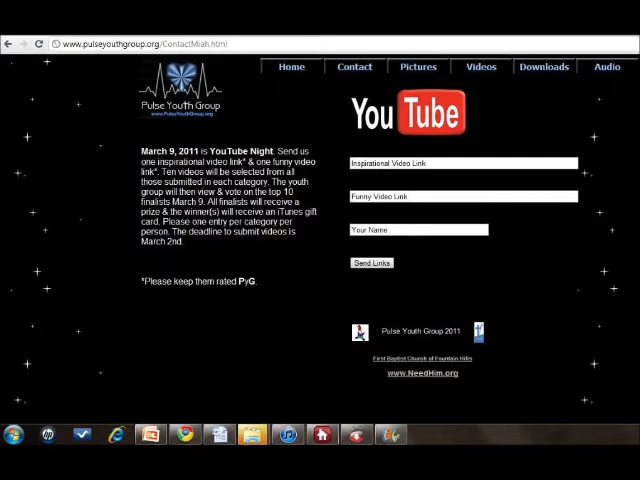 www.pulseyouthgroup.org/ContactMiah.html
Home Contact Pictures Videos Downloads Audio
Pulse Youth Group
www.PulseYouthGroup.org
You Tube
March 9, 2011 is YouTube Night. Send us
one inspirational video link* & one funny video
link*. Ten videos will be selected from all
those submitted in each category. The youth
group will then view & vote on the top 10
finalists March 9. All finalists will receive a
prize & the winner(s) will receive an iTunes gift
card. Please one entry per category per
person. The deadline to submit videos is
March 2nd.
*Please keep them rated PyG.
Inspirational Video Link
Funny Video Link
Your Name
Send Links
Pulse Youth Group 2011
First Baptist Church of Fountain Hills
www.NeedHim.org
hp